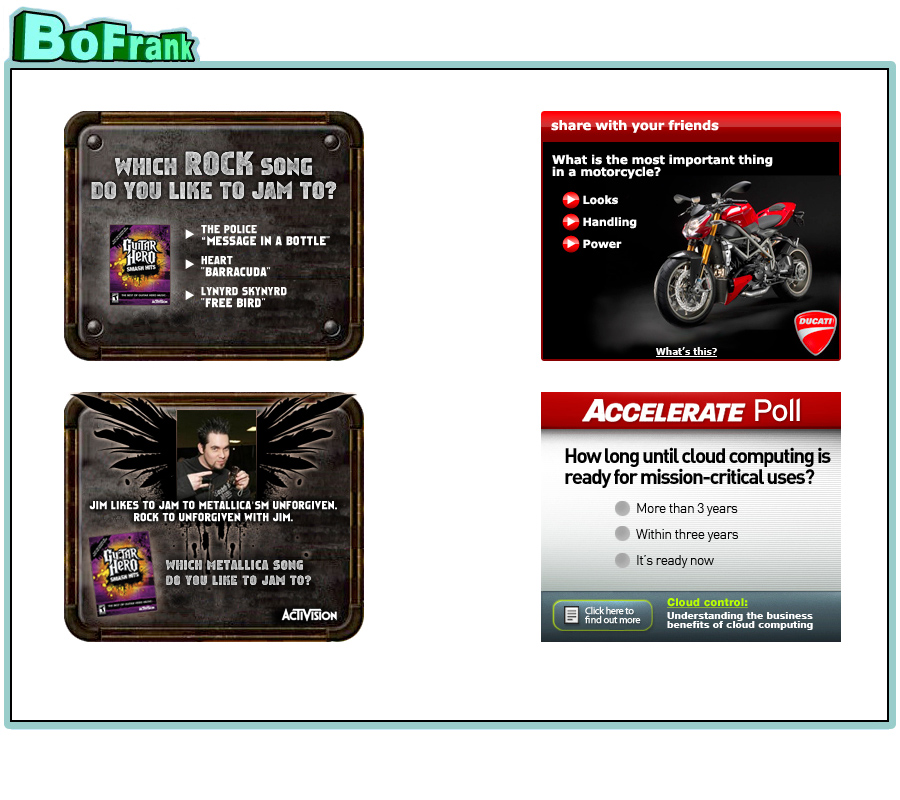 BoFrank
WHICH ROCK SONG
DO YOU LIKE TO JAM TO?
THE POLICE
"MESSAGE IN A BOTTLE"
HEART
"BARRACUDA"
LYNYRD SKYNYRD
"FREE BIRD"
GUITAR
HERO
SMASH HITS
share with your friends
What is the most important thing
in a motorcycle?
Looks
Handling
Power
DUCATI
What's this?
JIM LIKES TO JAM TO METALLICA'SM UNFORGIVEN.
ROCK TO UNFORGIVEN WITH JIM.
GUITAR
HERO
SMASH HITS
WHICH METALLICA SONG
DO YOU LIKE TO JAM TO?
ACTIVISION
ACCELERATE Poll
How long until cloud computing is
ready for mission-critical uses?
More than 3 years
Within three years
It's ready now
Click here to
find out more
Cloud control:
Understanding the business
benefits of cloud computing